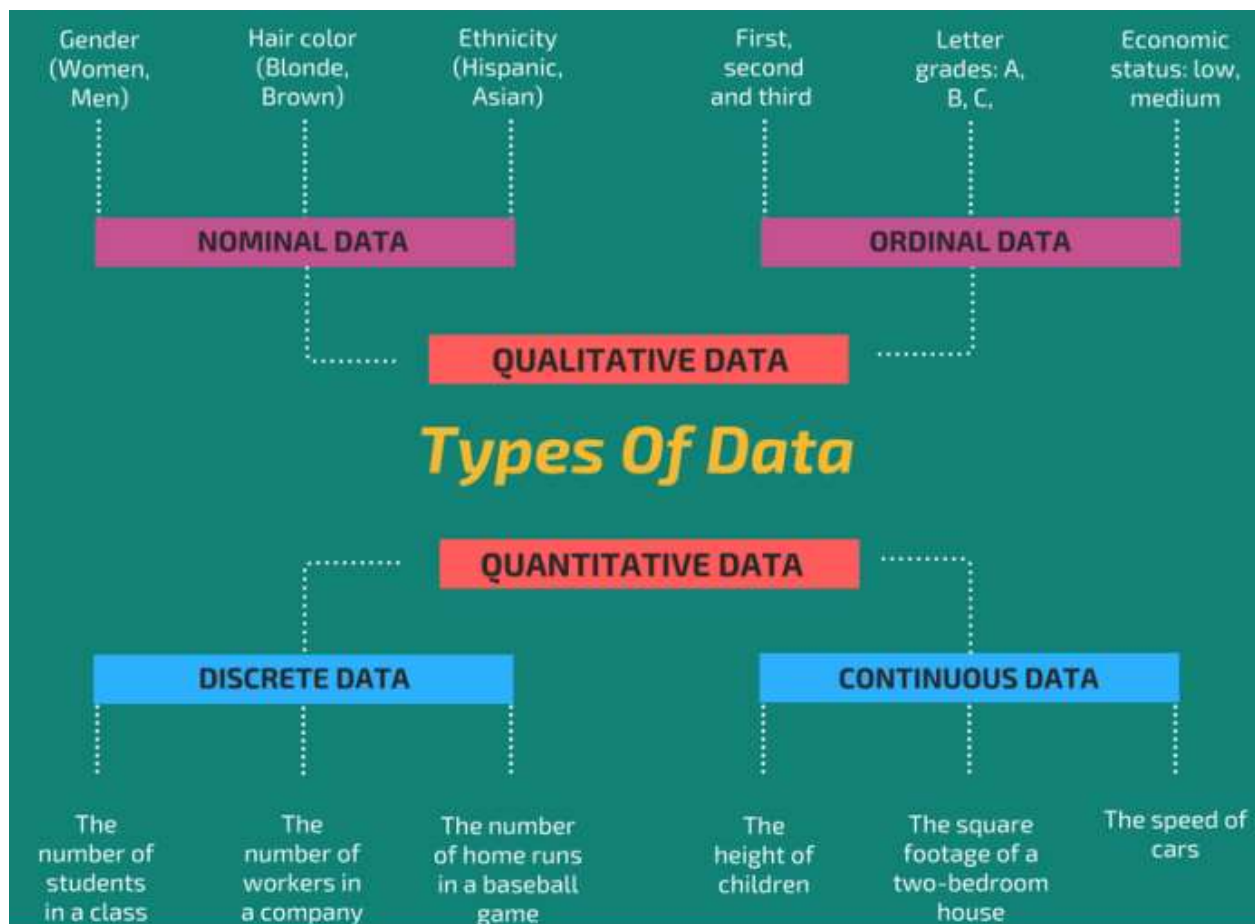 Gender
(Women,
Men)
Hair color
(Blonde,
Brown)
Ethnicity
(Hispanic,
Asian)
First,
second
and third
Letter
grades: A,
B, C,
Economic
status: low,
medium
NOMINAL DATA
ORDINAL DATA
QUALITATIVE DATA
Types Of Data
QUANTITATIVE DATA
DISCRETE DATA
CONTINUOUS DATA
The
number of
students
in a class
The
number of
workers in
a company
The number
of home runs
in a baseball
game
The
height of
children
The square
footage of a
two-bedroom
house
The speed of
cars